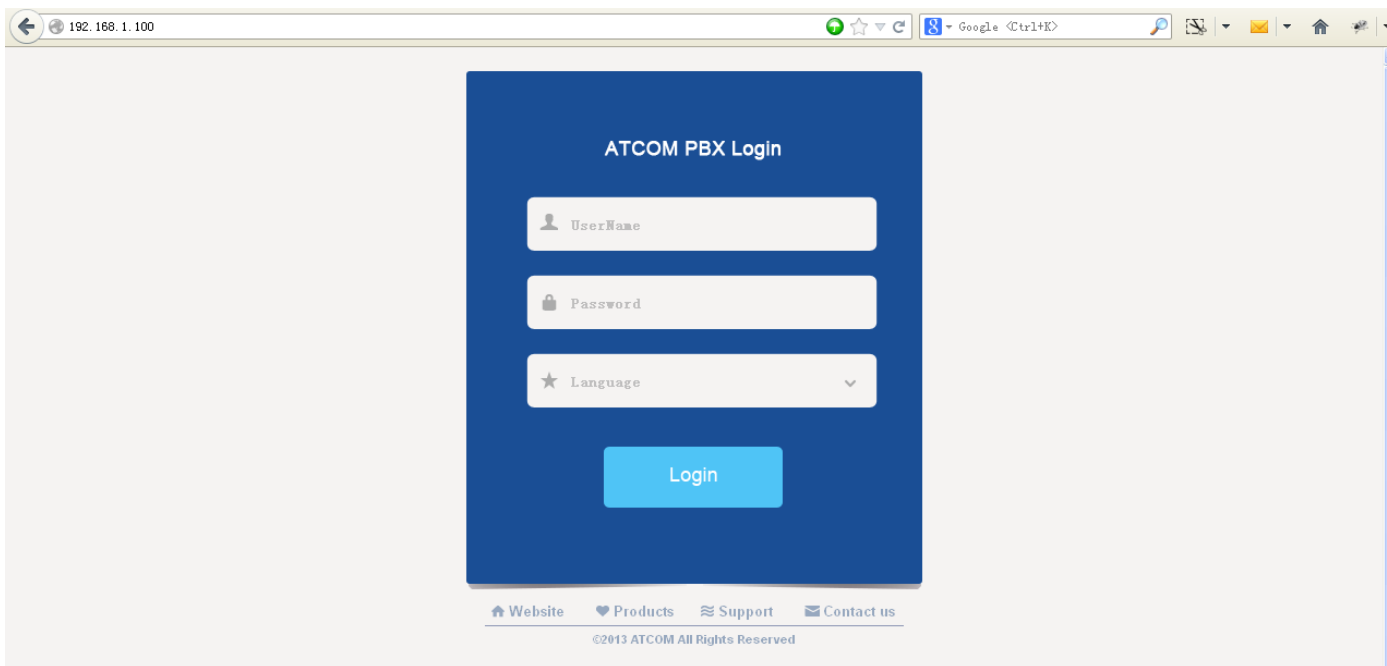 192.168.1.100
8 Google <Ctrl+K>
ATCOM PBX Login
UserName
Password
Language
Login
Website Products Support Contact us
©2013 ATCOM All Rights Reserved